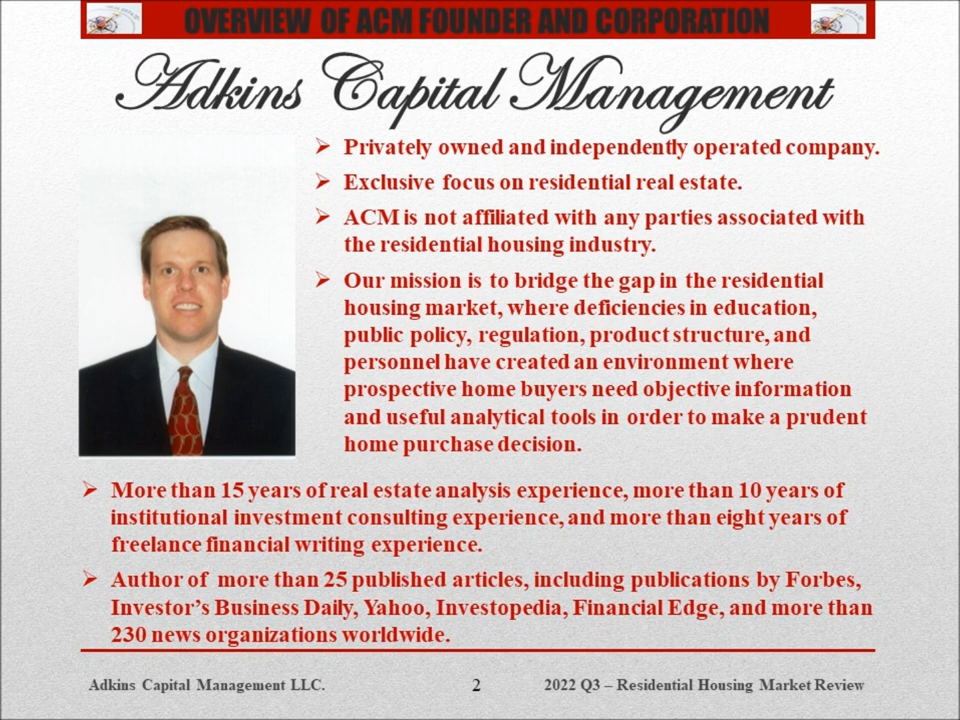 OVERVIEW OF ACM FOUNDER AND CORPORATION
Adkins Capital Management
Privately owned and independently operated company.
Exclusive focus on residential real estate.
ACM is not affiliated with any parties associated with
the residential housing industry.
Our mission is to bridge the gap in the residential
housing market, where deficiencies in education,
public policy, regulation, product structure, and
personnel have created an environment where
prospective home buyers need objective information
and useful analytical tools in order to make a prudent
home purchase decision.
More than 15 years of real estate analysis experience, more than 10 years of
institutional investment consulting experience, and more than eight years of
freelance financial writing experience.
Author of more than 25 published articles, including publications by Forbes,
Investor’s Business Daily, Yahoo, Investopedia, Financial Edge, and more than
230 news organizations worldwide.
Adkins Capital Management LLC. 2 2022 Q3 – Residential Housing Market Review